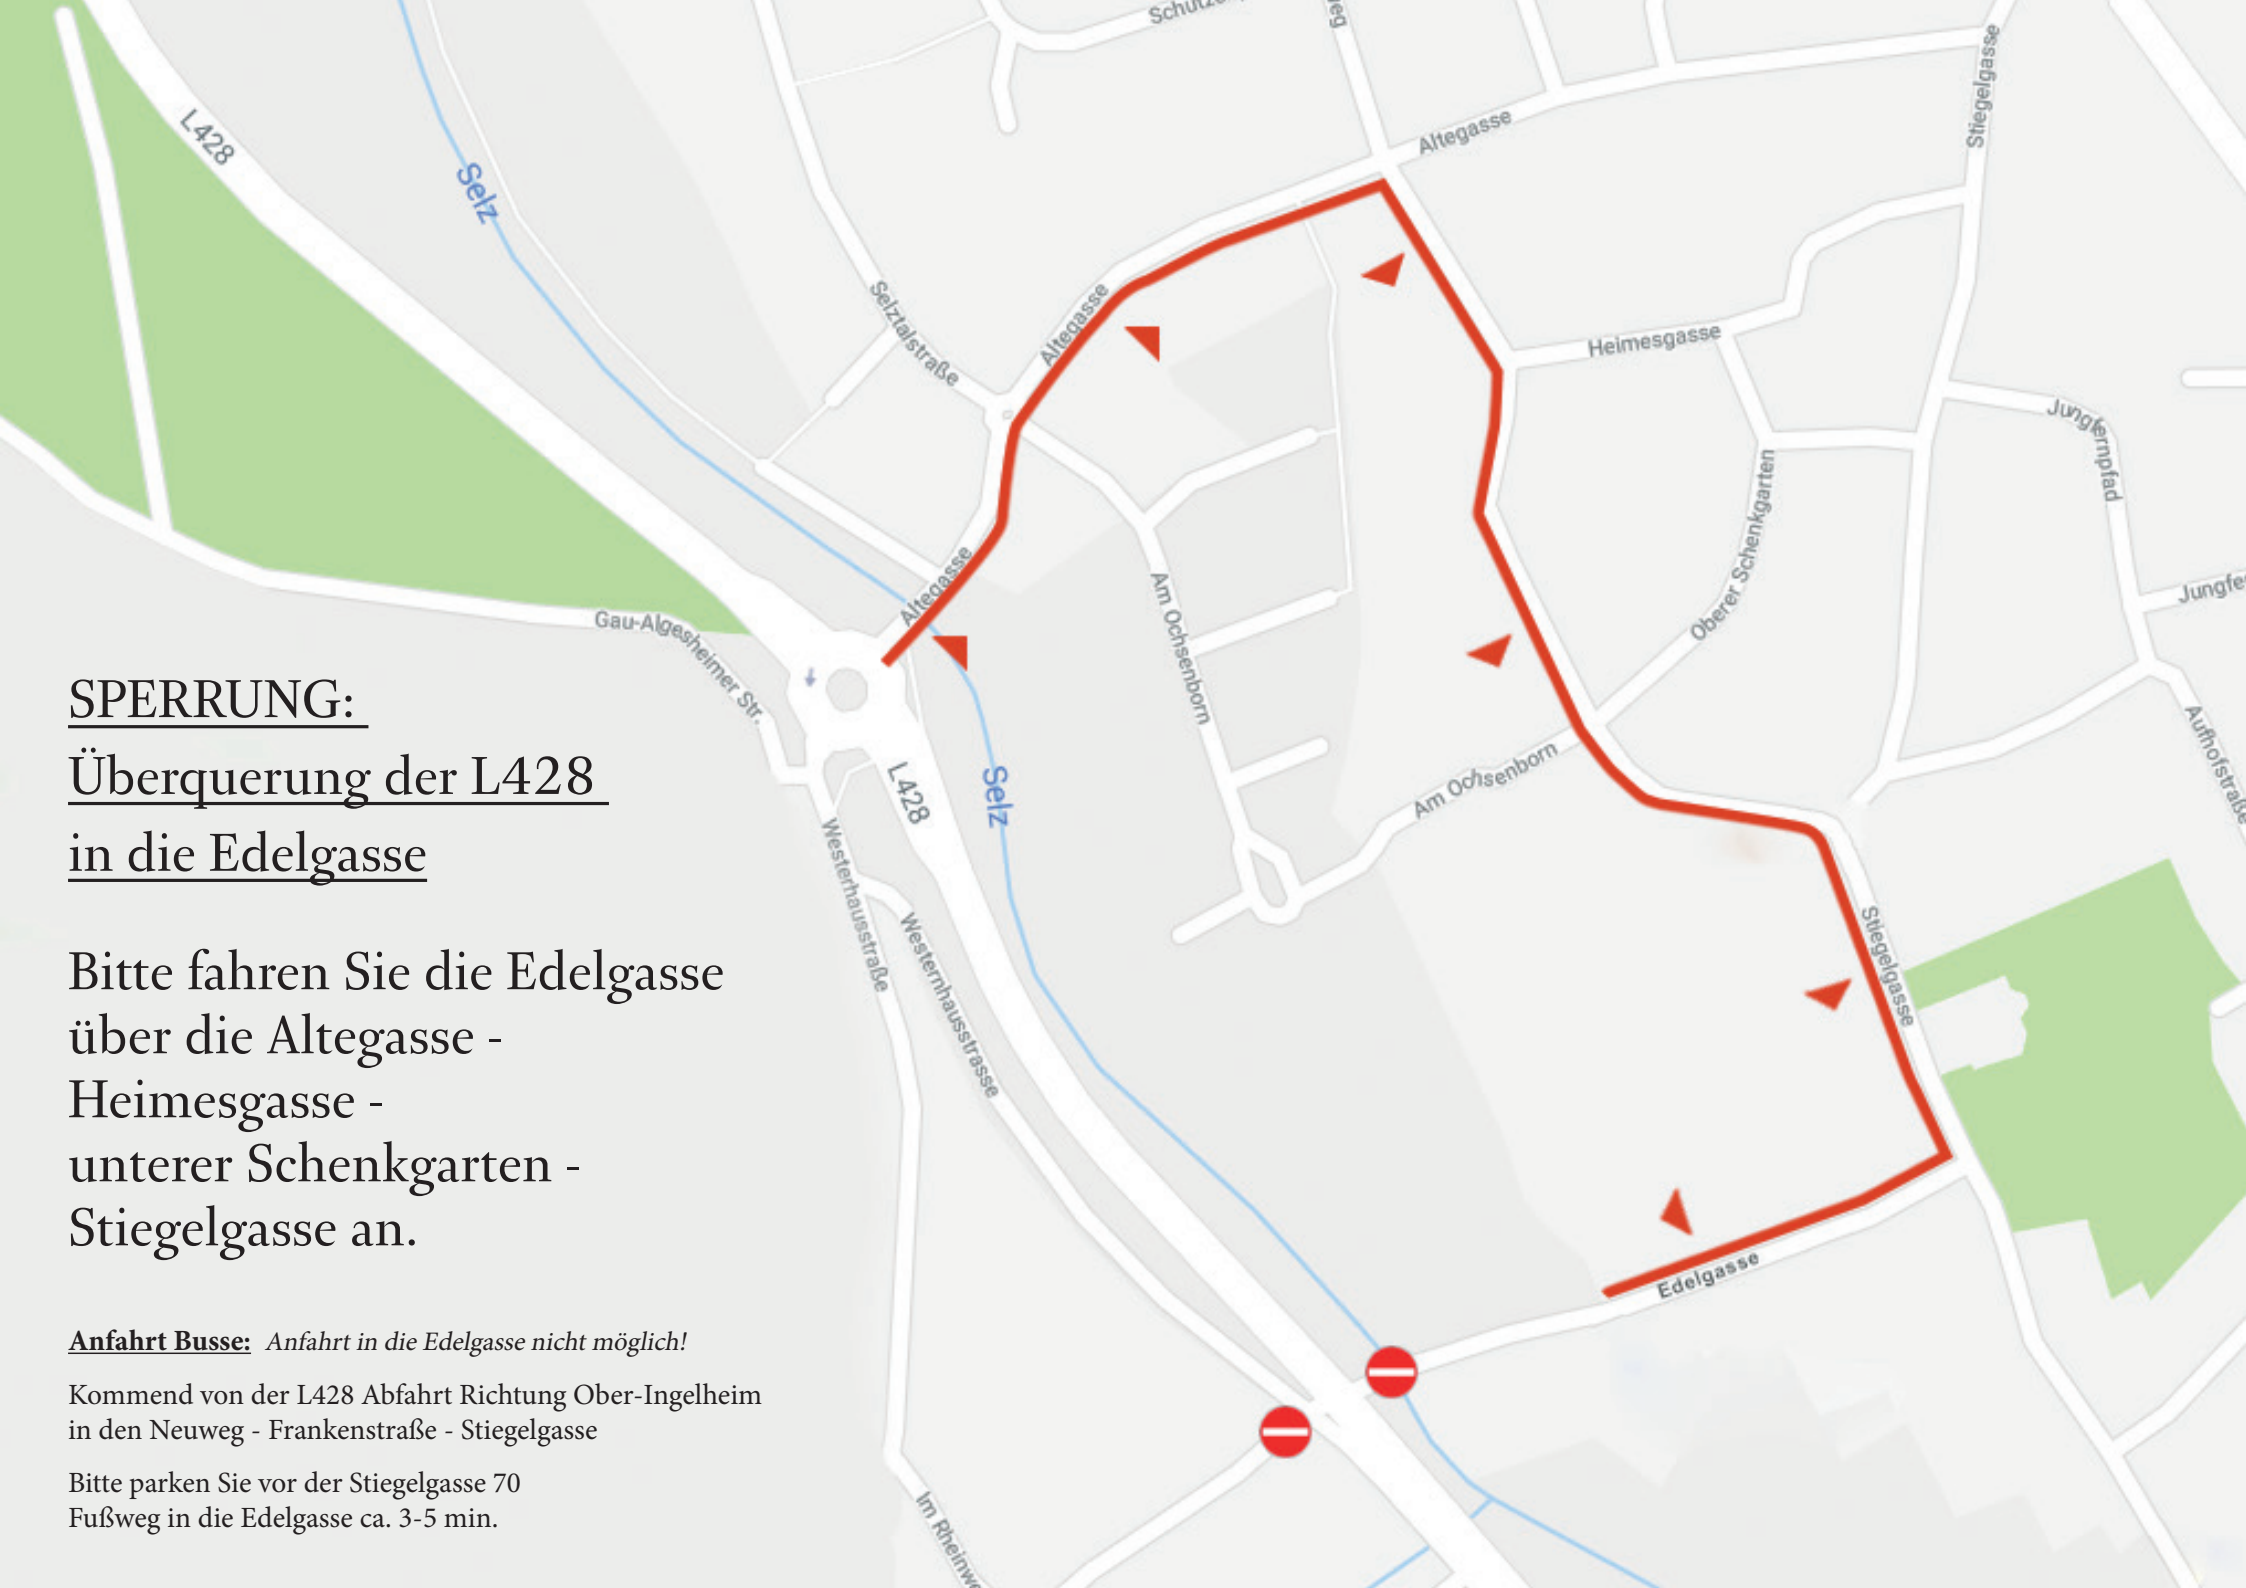 SPERRUNG:
Überquerung der L428
in die Edelgasse
Bitte fahren Sie die Edelgasse
über die Altegasse -
Heimesgasse -
unterer Schenkgarten -
Stiegelgasse an.
Anfahrt Busse: Anfahrt in die Edelgasse nicht möglich!
Kommend von der L428 Abfahrt Richtung Ober-Ingelheim
in den Neuweg - Frankenstraße - Stiegelgasse
Bitte parken Sie vor der Stiegelgasse 70
Fußweg in die Edelgasse ca. 3-5 min.
L428
Selz
Altegasse
Stiegelgasse
Selztalstraße
Altegasse
Heimesgasse
Jungfernpfad
Oberer Schenkgarten
Altegasse
Am Ochsenborn
Gau-Algesheimer Str.
Aufhofstraße
L428
Selz
Am Ochsenborn
Westerhausstraße
Westernhausstrasse
Stiegelgasse
Edelgasse